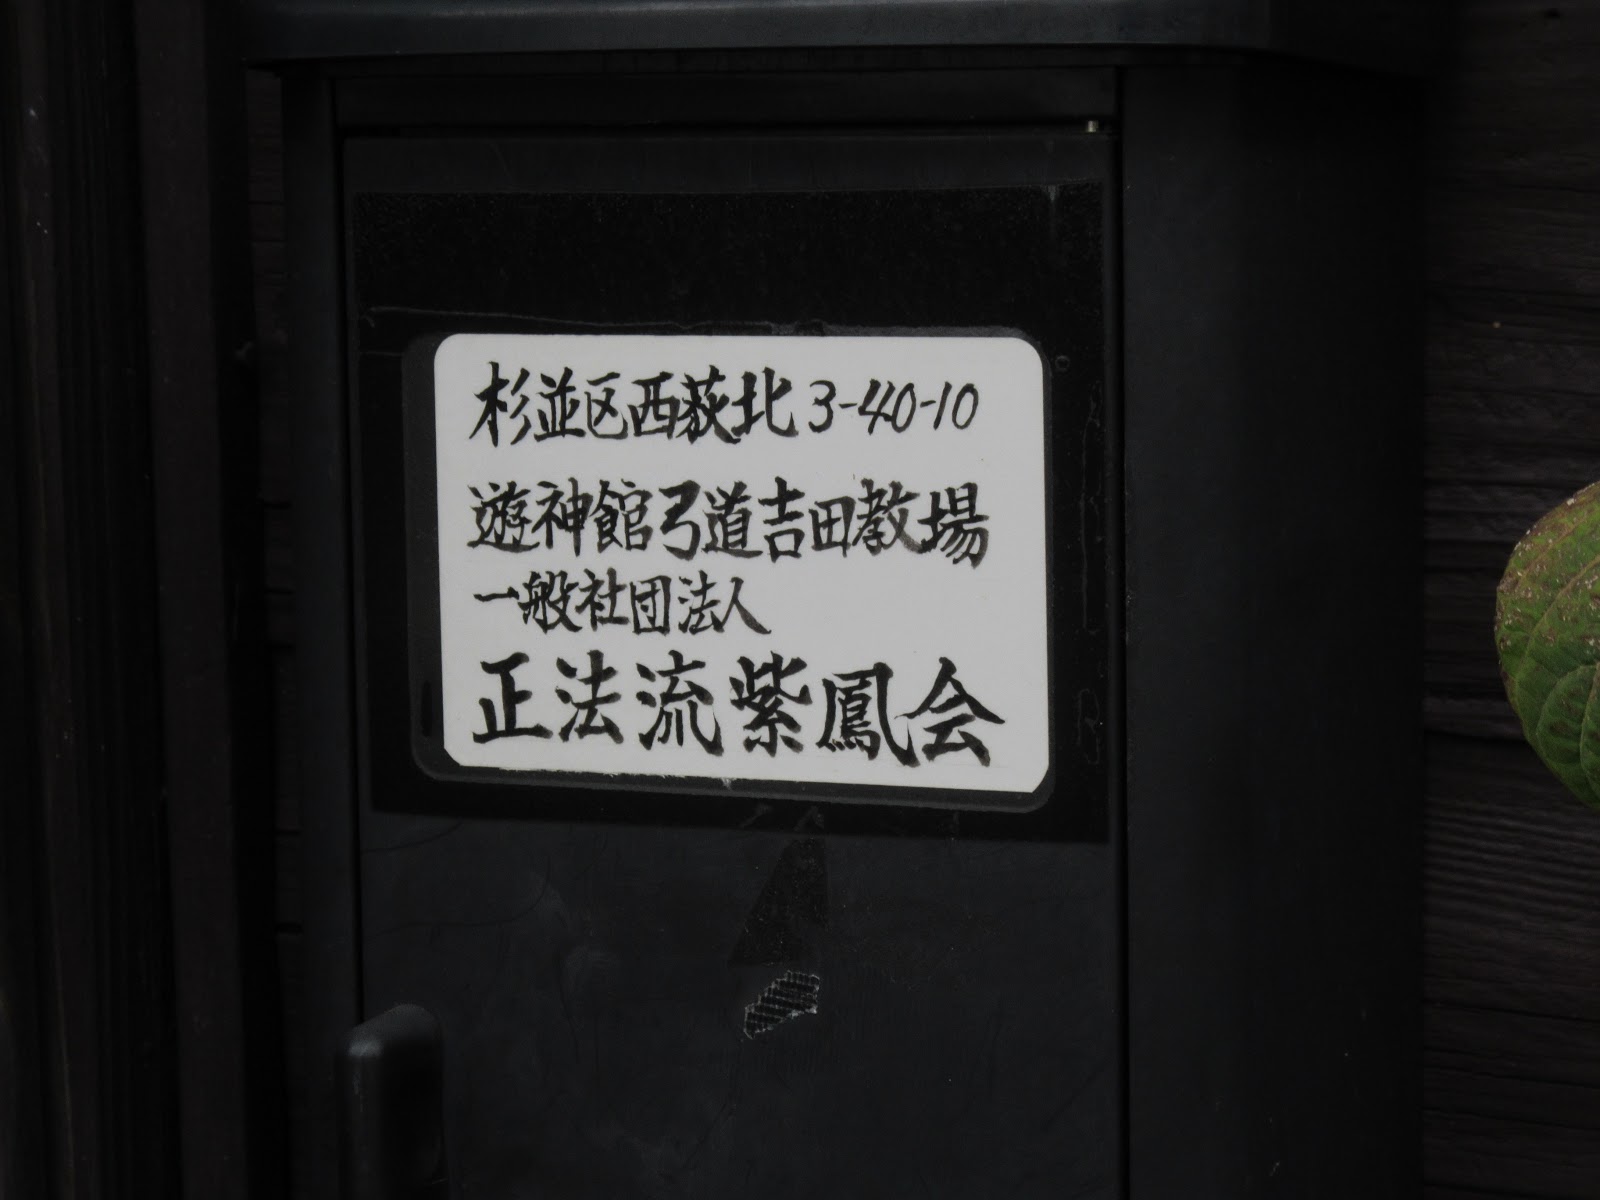 杉並区西荻北3-40-10
遊神館弓道吉田教場
一般社団法人
正法流紫鳳会